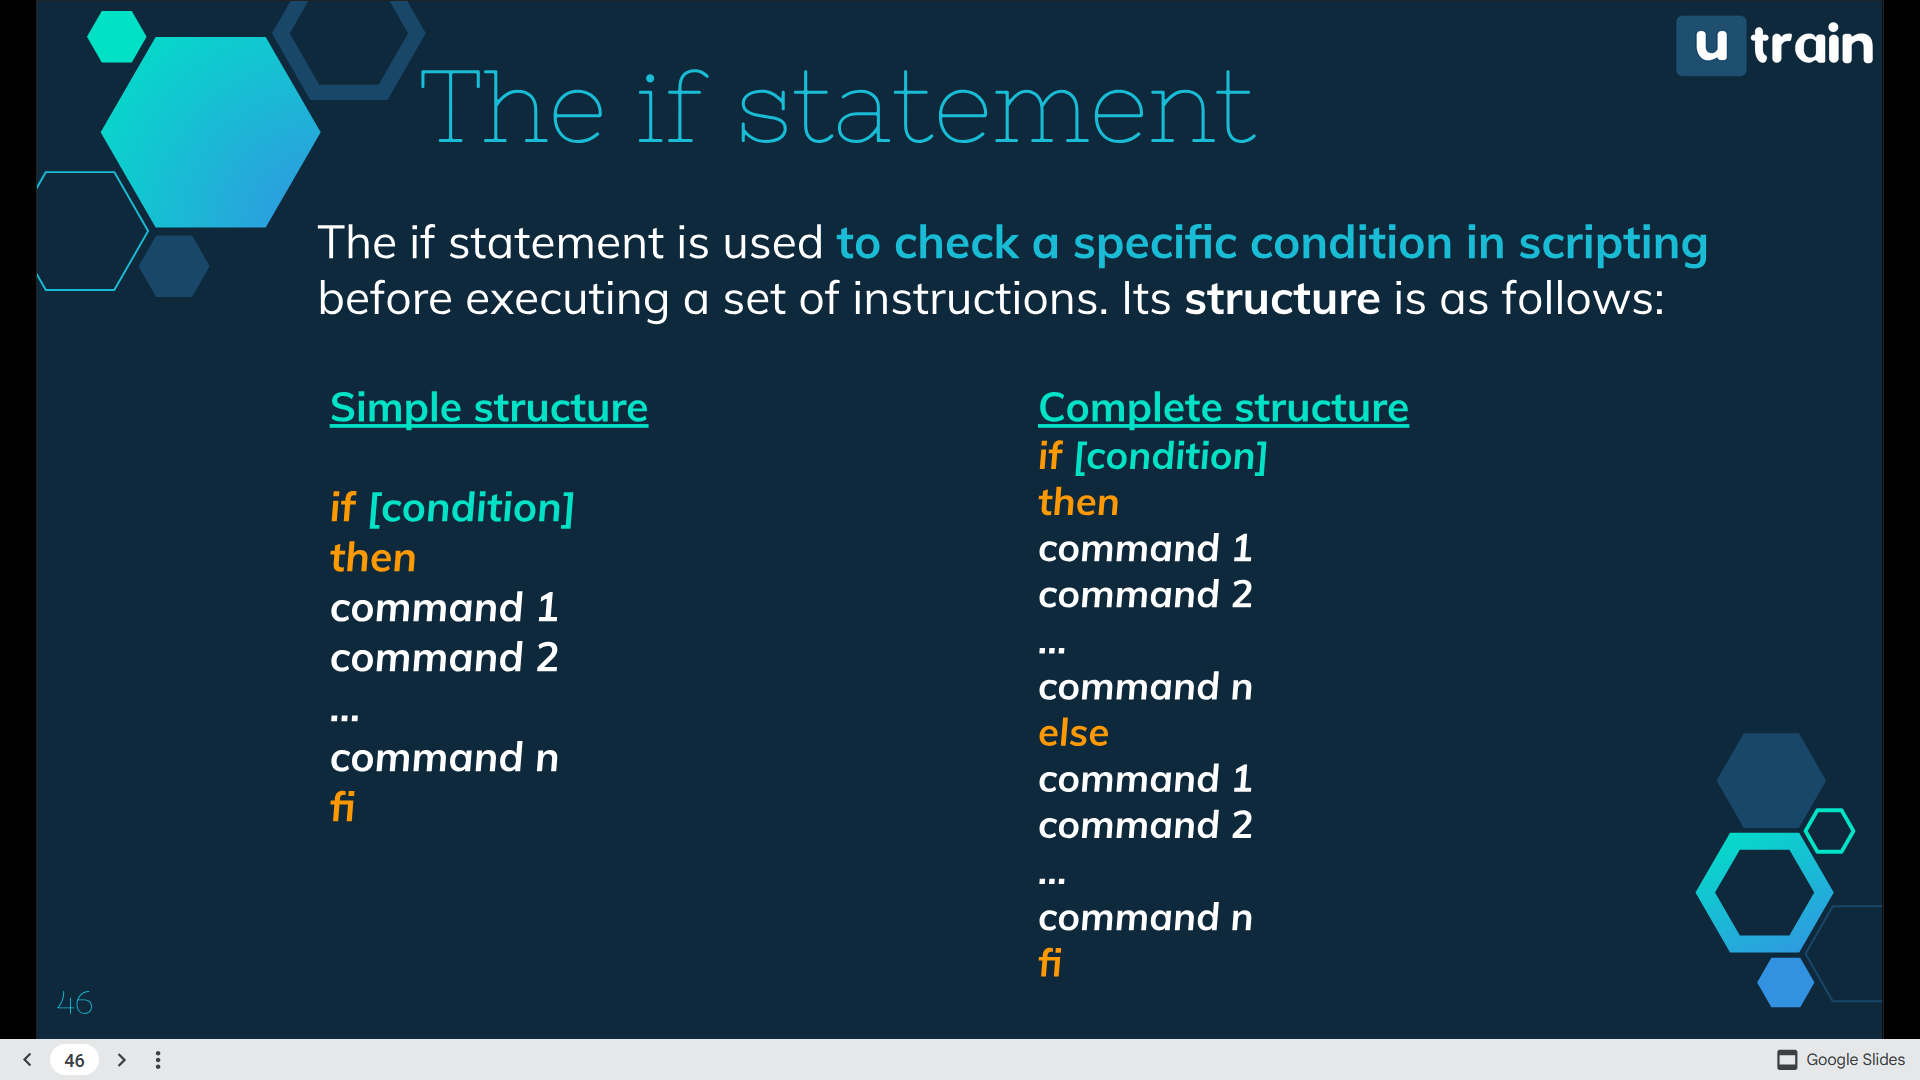 u train
The if statement
The if statement is used to check a specific condition in scripting
before executing a set of instructions. Its structure is as follows:
Simple structure
if [condition]
then
command 1
command 2
...
command n
fi
Complete structure
if [condition]
then
command 1
command 2
...
command n
else
command 1
command 2
...
command n
fi
46
46
Google Slides